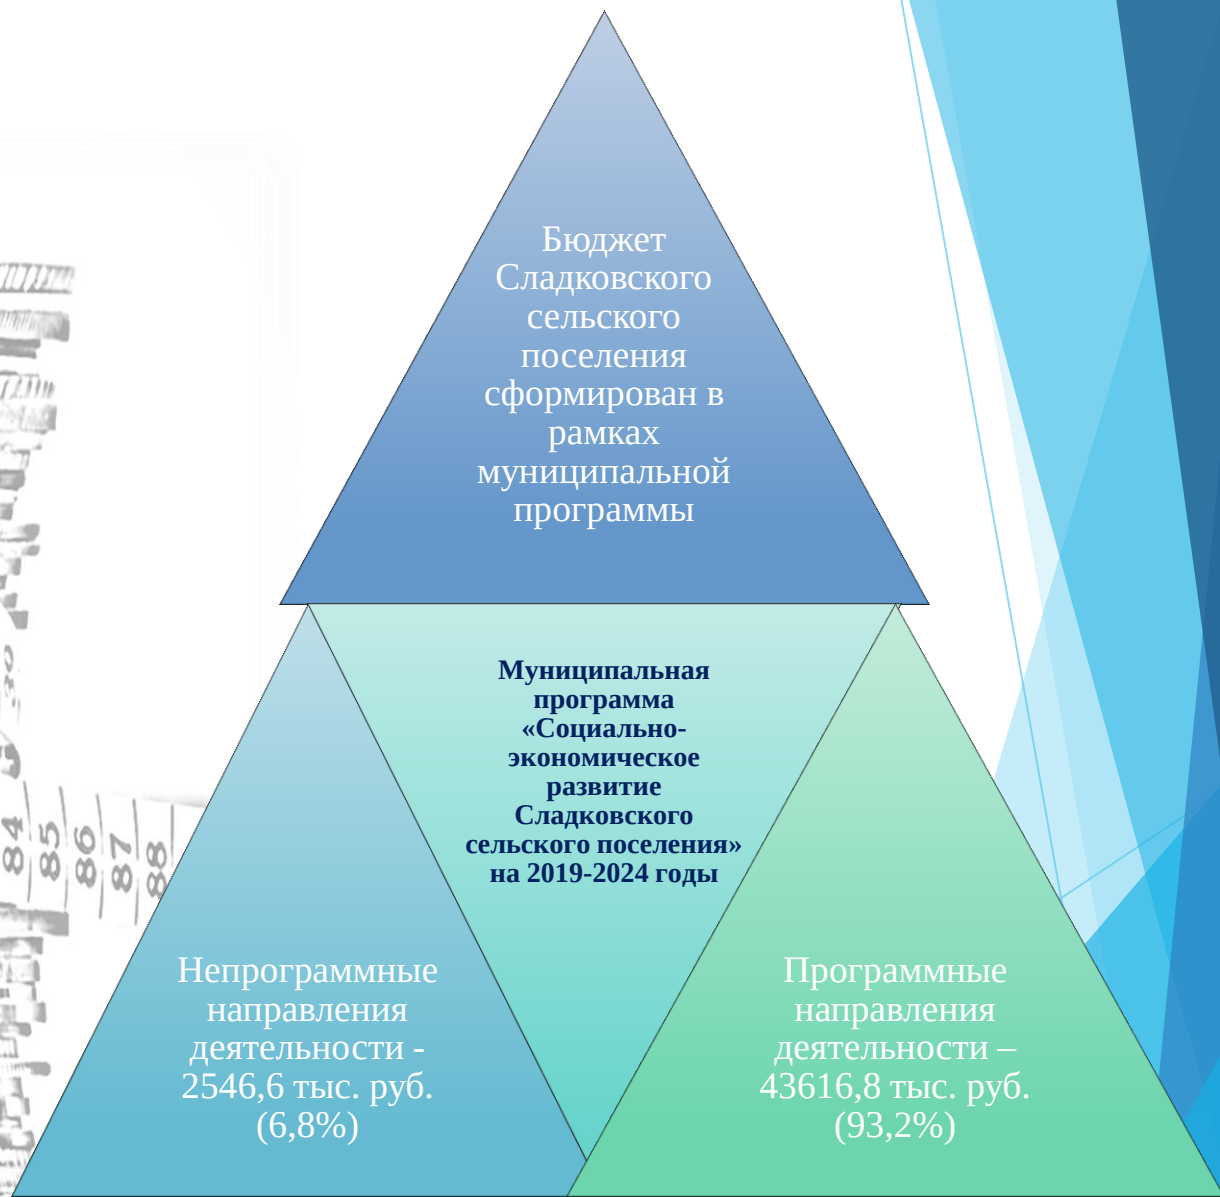 Бюджет
Сладковского
сельского
поселения
сформирован в
рамках
муниципальной
программы
Муниципальная
программа
«Социально-
экономическое
развитие
Сладковского
сельского поселения»
на 2019-2024 годы
Непрограммные
направления
деятельности -
2546,6 тыс. руб.
(6,8%)
Программные
направления
деятельности –
43616,8 тыс. руб.
(93,2%)
30
84
85
86
87
88